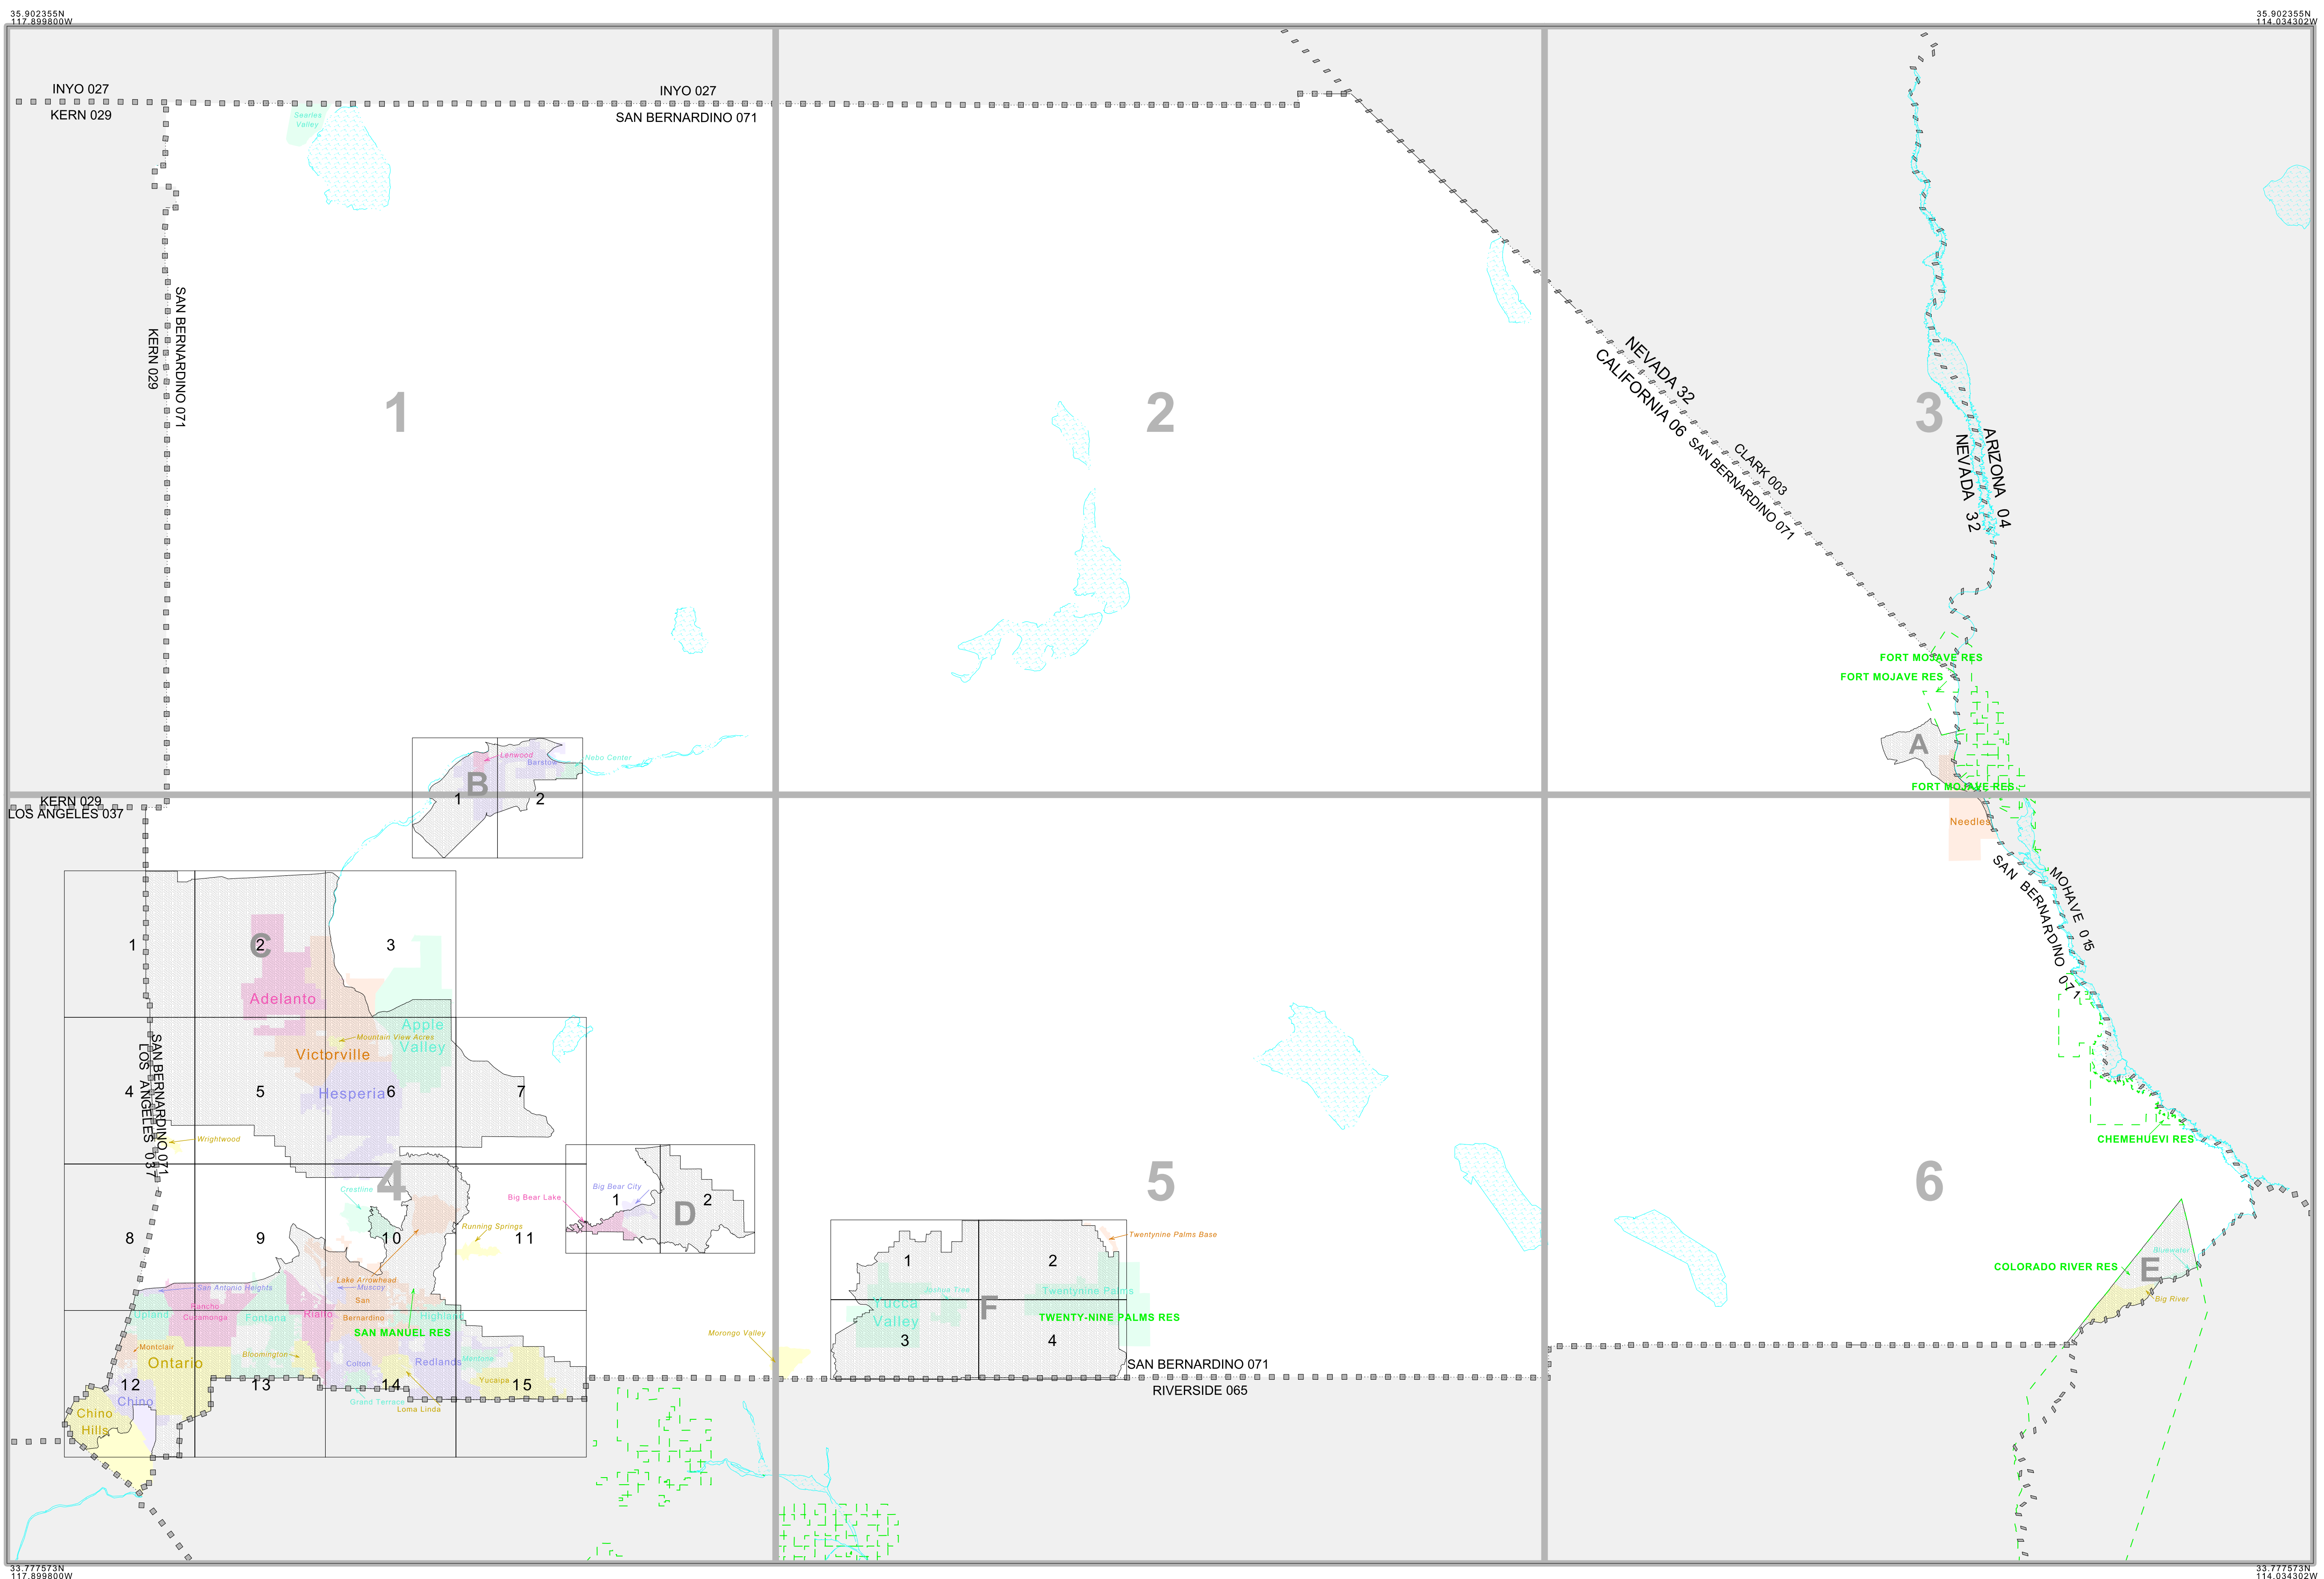 35.902355N
117.899800W
35.902355N
114.034302W
INYO 027
KERN 029
INYO 027
SAN BERNARDINO 071
Searles
Valley
SAN BERNARDINO 071
KERN 029
1
2
3
NEVADA 32
CALIFORNIA 06
SAN BERNARDINO 071
CLARK 003
ARIZONA 04
NEVADA 32
FORT MOJAVE RES
FORT MOJAVE RES
A
FORT MOJAVE RES
Lenwood
Barstow
Nebo Center
B
1
2
KERN 029
LOS ANGELES 037
Needles
SAN BERNARDINO 071
MOHAVE 015
1
C
2
3
Adelanto
Apple
Valley
Mountain View Acres
Victorville
Hesperia
4
5
6
7
SAN BERNARDINO 071
LOS ANGELES 037
Wrightwood
4
5
6
CHEMEHUEVI RES
Crestline
Big Bear Lake
Big Bear City
1
2
D
Running Springs
8
9
10
11
Lake Arrowhead
San Antonio Heights
Muscoy
Upland
Rancho
Cucamonga
Fontana
Rialto
San
Bernardino
Highland
SAN MANUEL RES
Montclair
Ontario
Bloomington
Colton
Redlands
Mentone
Yucaipa
12
13
14
15
Chino
Grand Terrace
Loma Linda
Chino
Hills
Morongo Valley
1
2
Twentynine Palms Base
Yucca
Valley
Joshua Tree
Twentynine Palms
F
TWENTY-NINE PALMS RES
3
4
SAN BERNARDINO 071
RIVERSIDE 065
COLORADO RIVER RES
Bluewater
E
Big River
33.777573N
117.899800W
33.777573N
114.034302W